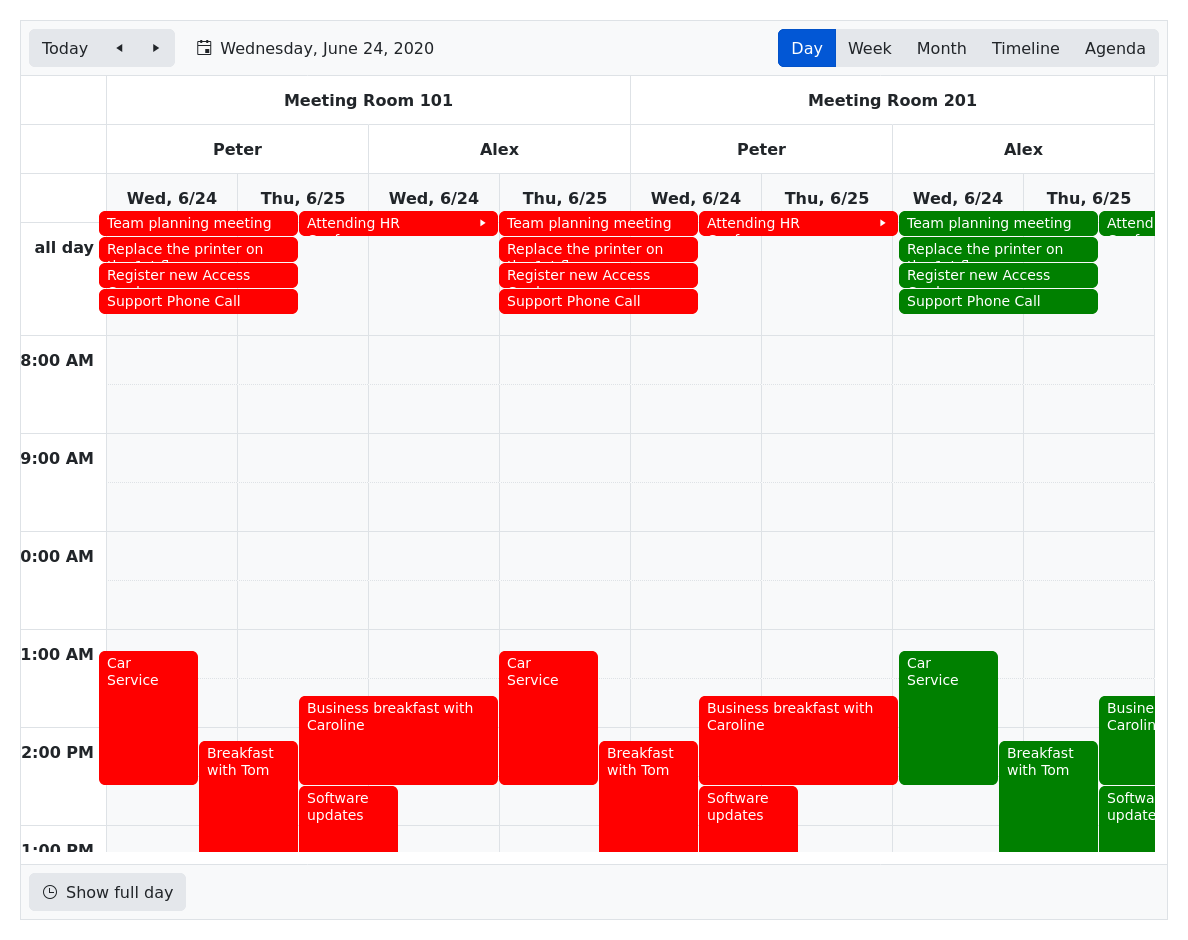 Today
Wednesday, June 24, 2020
Day Week Month Timeline Agenda
Meeting Room 101 Meeting Room 201
Peter Alex Peter Alex
Wed, 6/24 Thu, 6/25 Wed, 6/24 Thu, 6/25 Wed, 6/24 Thu, 6/25 Wed, 6/24 Thu, 6/25
Team planning meeting Attending HR Team planning meeting Attending HR Team planning meeting Attend
all day
Replace the printer on Replace the printer on Replace the printer on
Register new Access Register new Access Register new Access
Support Phone Call Support Phone Call Support Phone Call
8:00 AM
9:00 AM
0:00 AM
1:00 AM
Car Car Car
Service Service Service
Business breakfast with Business breakfast with Busine
Caroline Caroline Carolin
2:00 PM
Breakfast Breakfast Breakfast
with Tom with Tom with Tom
Software Software Softwa
updates updates update
1:00 PM
Show full day